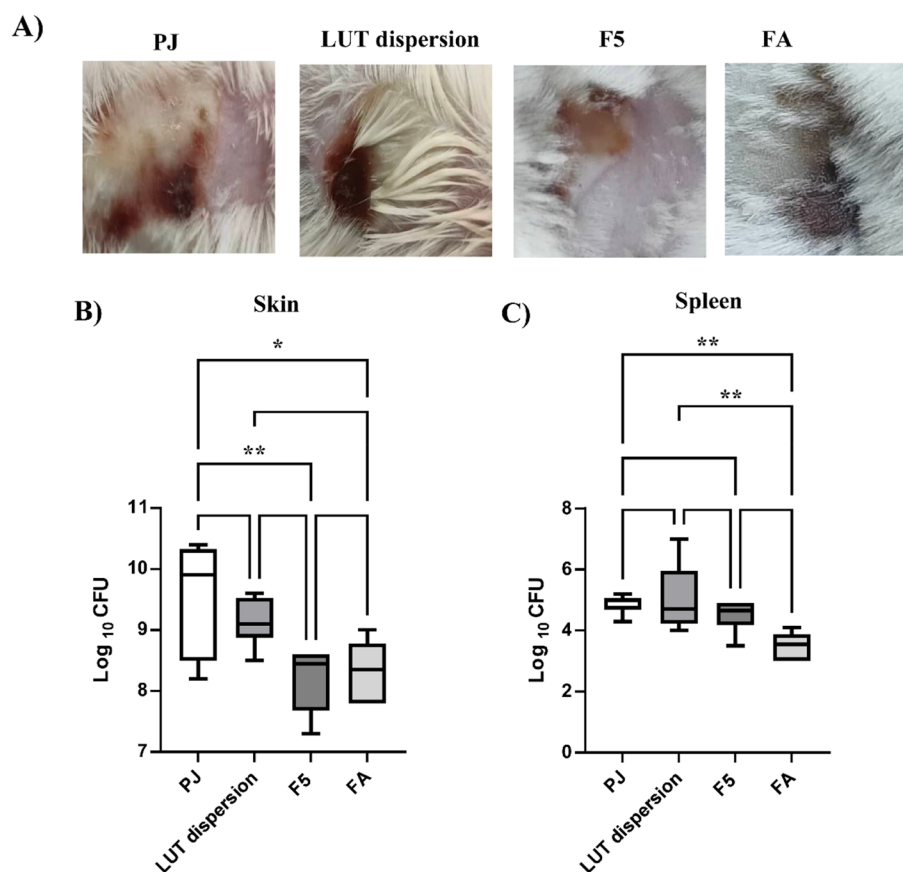 A)
PJ LUT dispersion F5 FA
B) Skin
*
**
Log 10 CFU
11
10
9
8
7
PJ LUT dispersion F5 FA
C) Spleen
**
**
Log 10 CFU
8
6
4
2
0
PJ LUT dispersion F5 FA